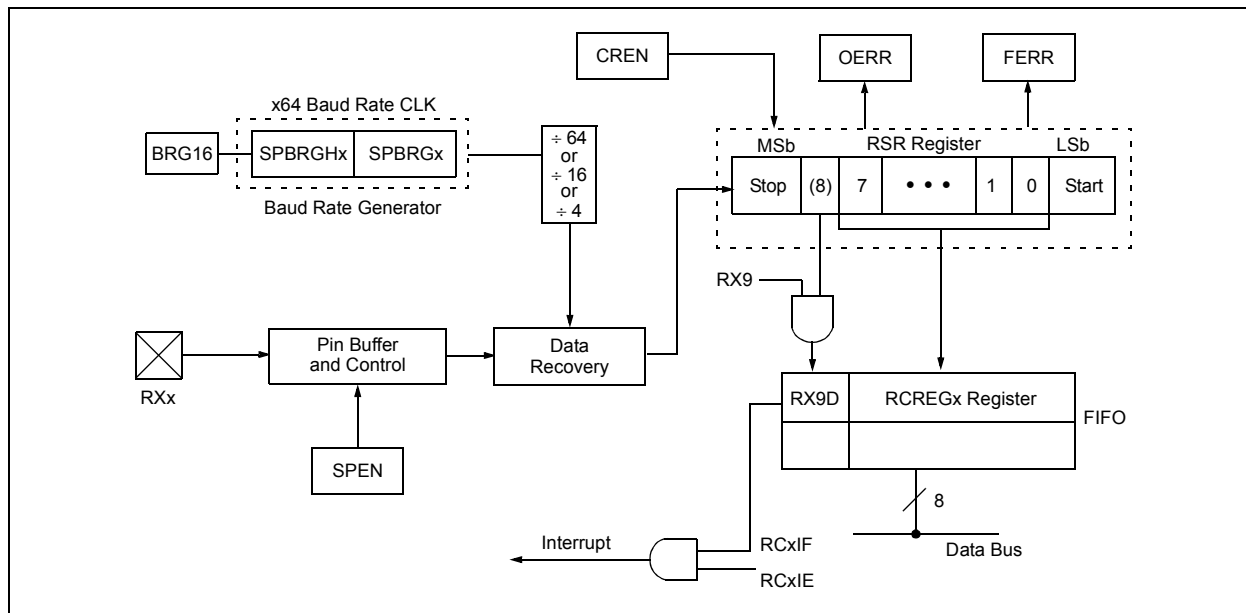 CREN
OERR
FERR
x64 Baud Rate CLK
BRG16
SPBRGHx
SPBRGx
Baud Rate Generator
÷ 64
or
÷ 16
or
÷ 4
MSb
RSR Register
LSb
Stop
(8)
7
• • •
1
0
Start
RX9
RXx
Pin Buffer
and Control
Data
Recovery
SPEN
RX9D
RCREGx Register
FIFO
8
Data Bus
Interrupt
RCxIF
RCxIE